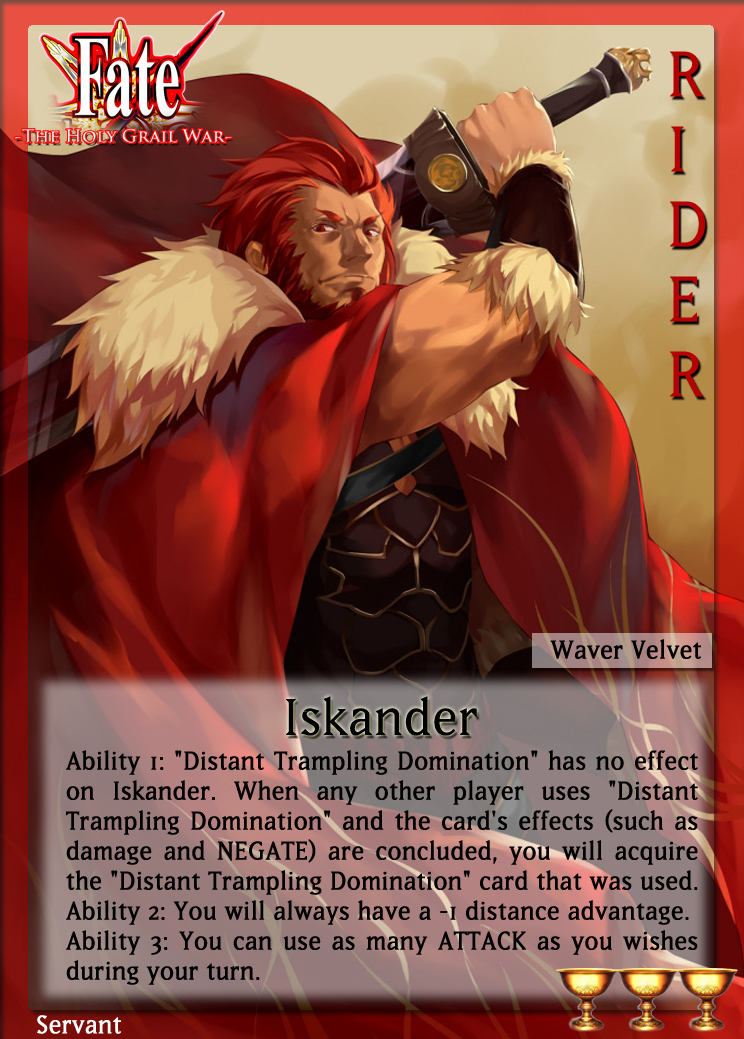 Fate
-THE HOLY GRAIL WAR-
RIDER
Waver Velvet
Iskander
Ability 1: "Distant Trampling Domination" has no effect
on Iskander. When any other player uses "Distant
Trampling Domination" and the card's effects (such as
damage and NEGATE) are concluded, you will acquire
the "Distant Trampling Domination" card that was used.
Ability 2: You will always have a -1 distance advantage.
Ability 3: You can use as many ATTACK as you wishes
during your turn.
Servant